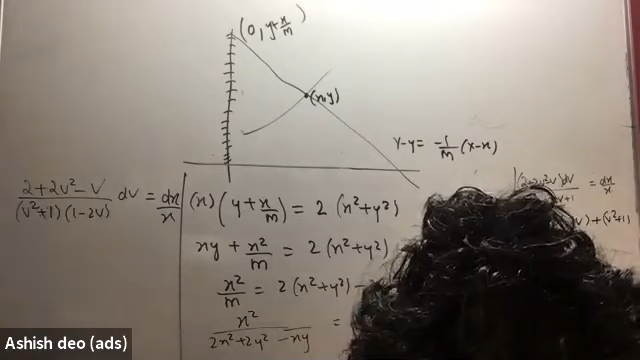 (0, y+x/m)
(x,y)
Y-y = -1/m (X-x)
(2+2v²-v)/((v²+1)(1-2v)) dv = dx/x
(x) (y + x/m) = 2 (x²+y²)
xy + x²/m = 2 (x²+y²)
x²/m = 2 (x²+y²) -
x²/(2x²+2y²-xy) =
= dx/x
+ (v²+1)
Ashish deo (ads)